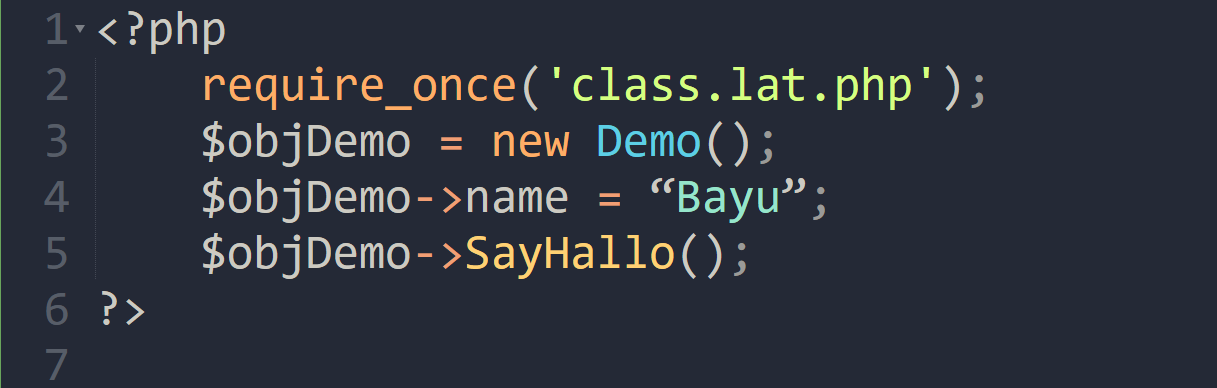 1 <?php
2 require_once('class.lat.php');
3 $objDemo = new Demo();
4 $objDemo->name = “Bayu”;
5 $objDemo->SayHallo();
6 ?>
7